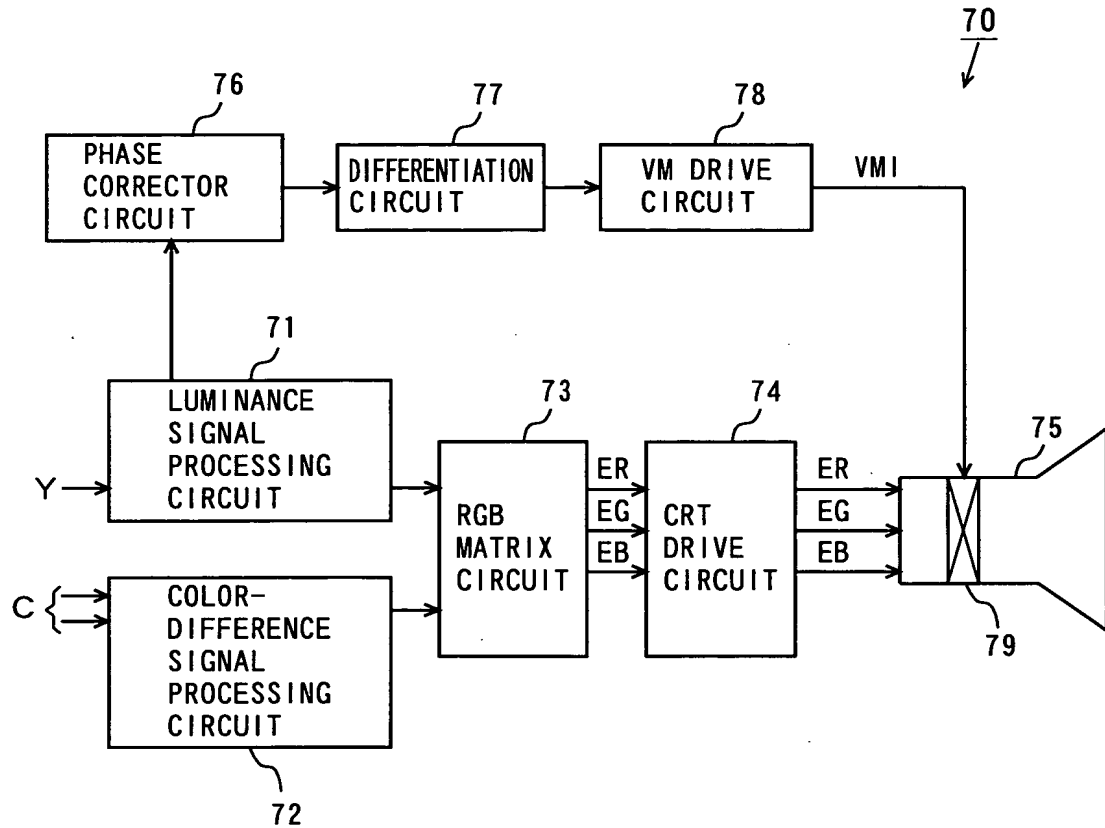 70
76
77
78
PHASE
CORRECTOR
CIRCUIT
DIFFERENTIATION
CIRCUIT
VM DRIVE
CIRCUIT
VMI
71
LUMINANCE
SIGNAL
PROCESSING
CIRCUIT
Y
73
74
75
RGB
MATRIX
CIRCUIT
ER
EG
EB
CRT
DRIVE
CIRCUIT
ER
EG
EB
79
C
COLOR-
DIFFERENCE
SIGNAL
PROCESSING
CIRCUIT
72